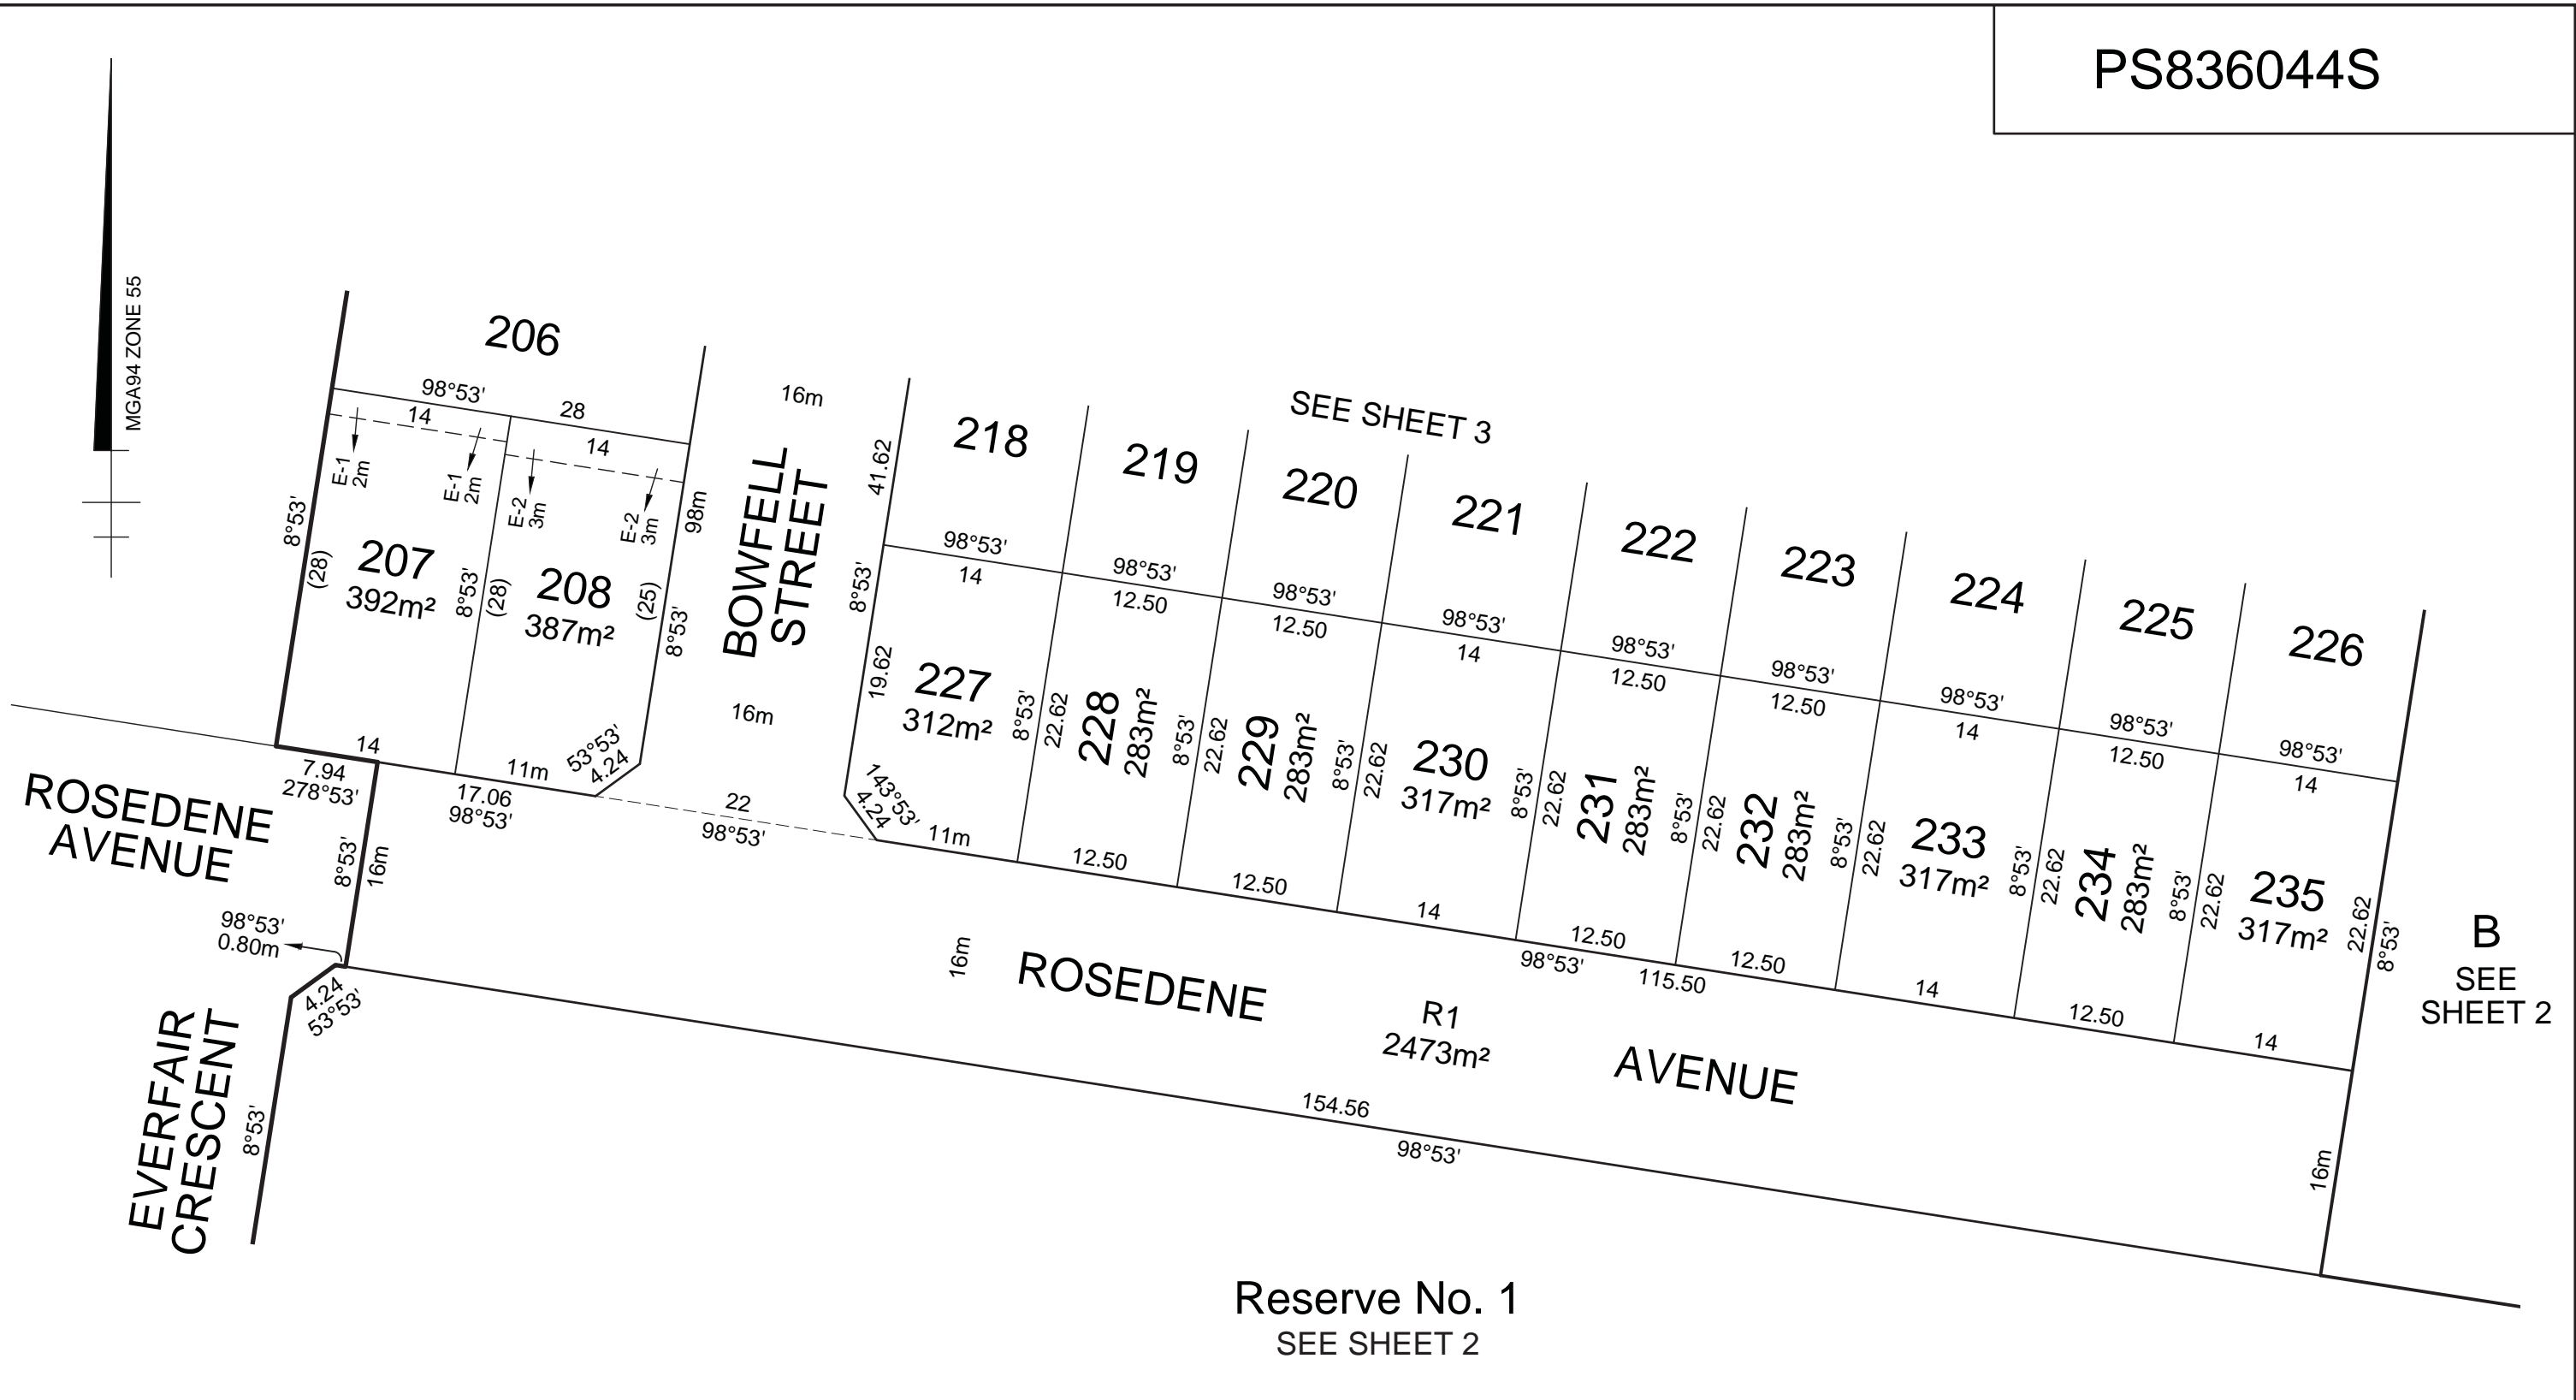 PS836044S
MGA94 ZONE 55
206
98°53'
28
14
14
E-1
2m
E-1
2m
E-2
3m
E-2
3m
8°53'
(28)
207
392m²
8°53'
(28)
208
387m²
(25)
8°53'
98m
14
11m
53°53'
4.24
7.94
278°53'
17.06
98°53'
ROSEDENE
AVENUE
8°53'
16m
98°53'
0.80m
4.24
53°53'
EVERFAIR
CRESCENT
8°53'
16m
BOWFELL
STREET
16m
41.62
8°53'
19.62
143°53'
4.24
22
98°53'
SEE SHEET 3
218
219
220
221
222
223
224
225
226
98°53'
14
98°53'
12.50
98°53'
12.50
98°53'
14
98°53'
12.50
98°53'
12.50
98°53'
14
98°53'
12.50
98°53'
14
227
312m²
8°53'
22.62
228
283m²
8°53'
22.62
229
283m²
8°53'
22.62
230
317m²
8°53'
22.62
231
283m²
8°53'
22.62
232
283m²
8°53'
22.62
233
317m²
8°53'
22.62
234
283m²
8°53'
22.62
235
317m²
22.62
8°53'
11m
12.50
12.50
14
12.50
12.50
14
12.50
14
98°53'
115.50
B
SEE
SHEET 2
16m
ROSEDENE
AVENUE
R1
2473m²
154.56
98°53'
16m
Reserve No. 1
SEE SHEET 2